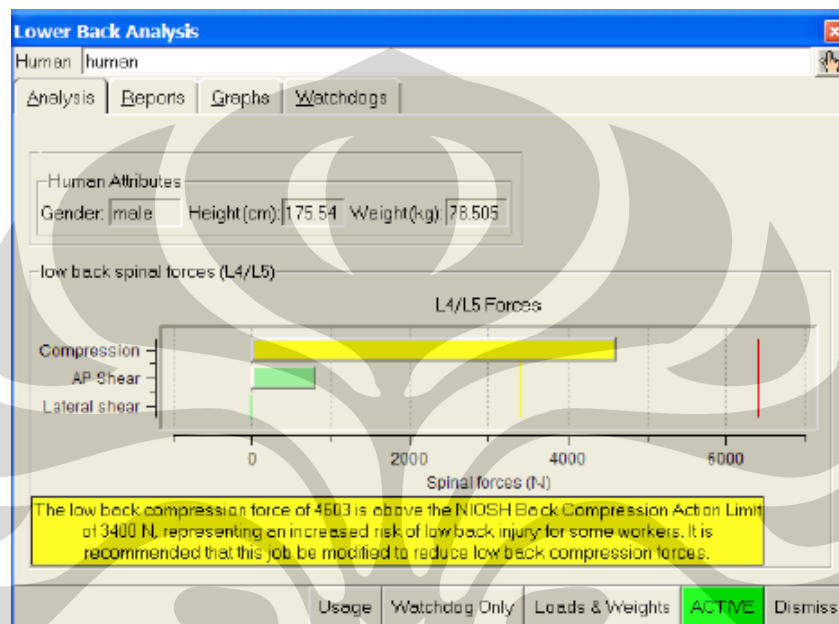 Lower Back Analysis
Human human
Analysis Reports Graphs Watchdogs
Human Attributes
Gender: male Height(cm): 175.54 Weight(kg): 78.505
low back spinal forces (L4/L5)
L4/L5 Forces
Compression
AP Shear
Lateral shear
0 2000 4000 6000
Spinal forces (N)
The low back compression force of 4603 is above the NIOSH Back Compression Action Limit
of 3400 N, representing an increased risk of low back injury for some workers. It is
recommended that this job be modified to reduce low back compression forces.
Usage Watchdog Only Loads & Weights ACTIVE Dismiss